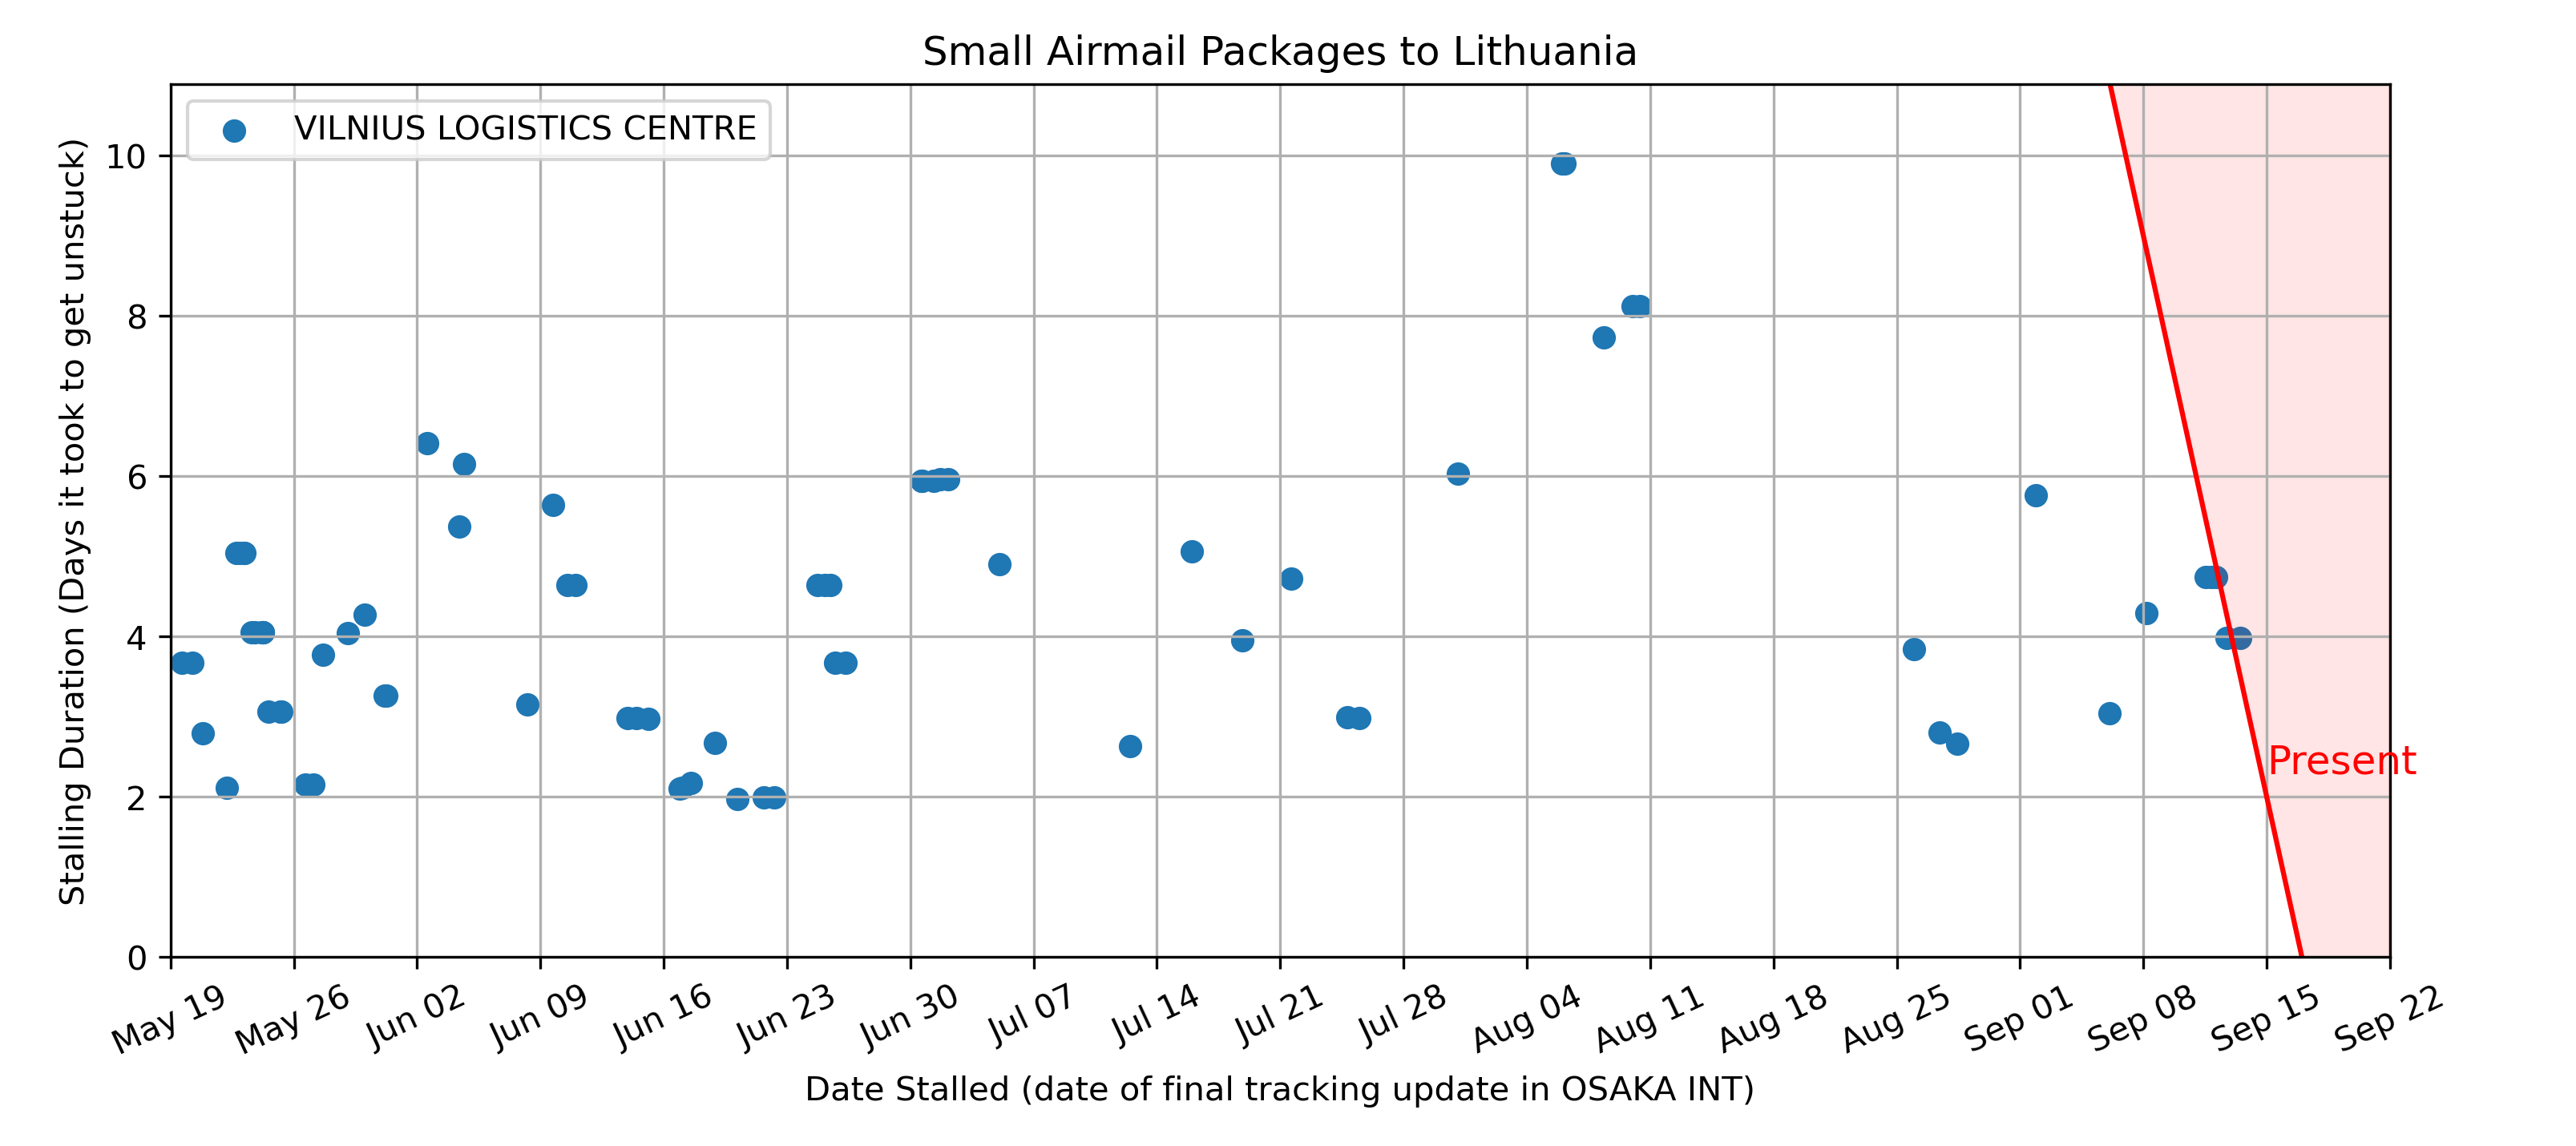 Small Airmail Packages to Lithuania
VILNIUS LOGISTICS CENTRE
Stalling Duration (Days it took to get unstuck)
10
8
6
4
2
0
Present
May 19
May 26
Jun 02
Jun 09
Jun 16
Jun 23
Jun 30
Jul 07
Jul 14
Jul 21
Jul 28
Aug 04
Aug 11
Aug 18
Aug 25
Sep 01
Sep 08
Sep 15
Sep 22
Date Stalled (date of final tracking update in OSAKA INT)